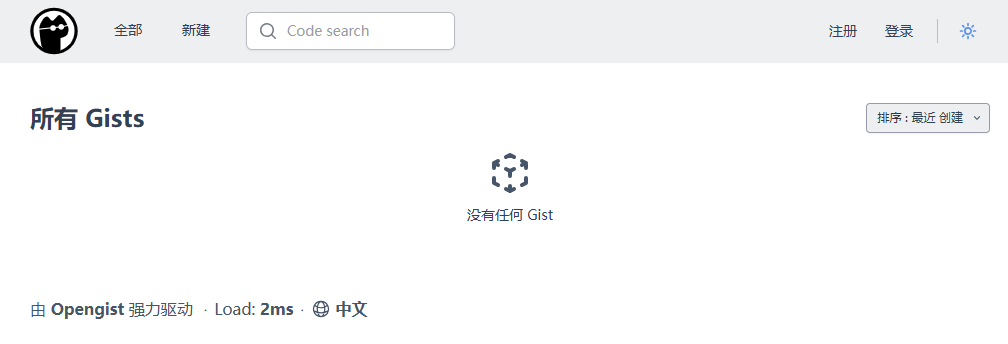 全部 新建 Code search 注册 登录
所有 Gists 排序 : 最近 创建
没有任何 Gist
由 Opengist 强力驱动 · Load: 2ms · 中文